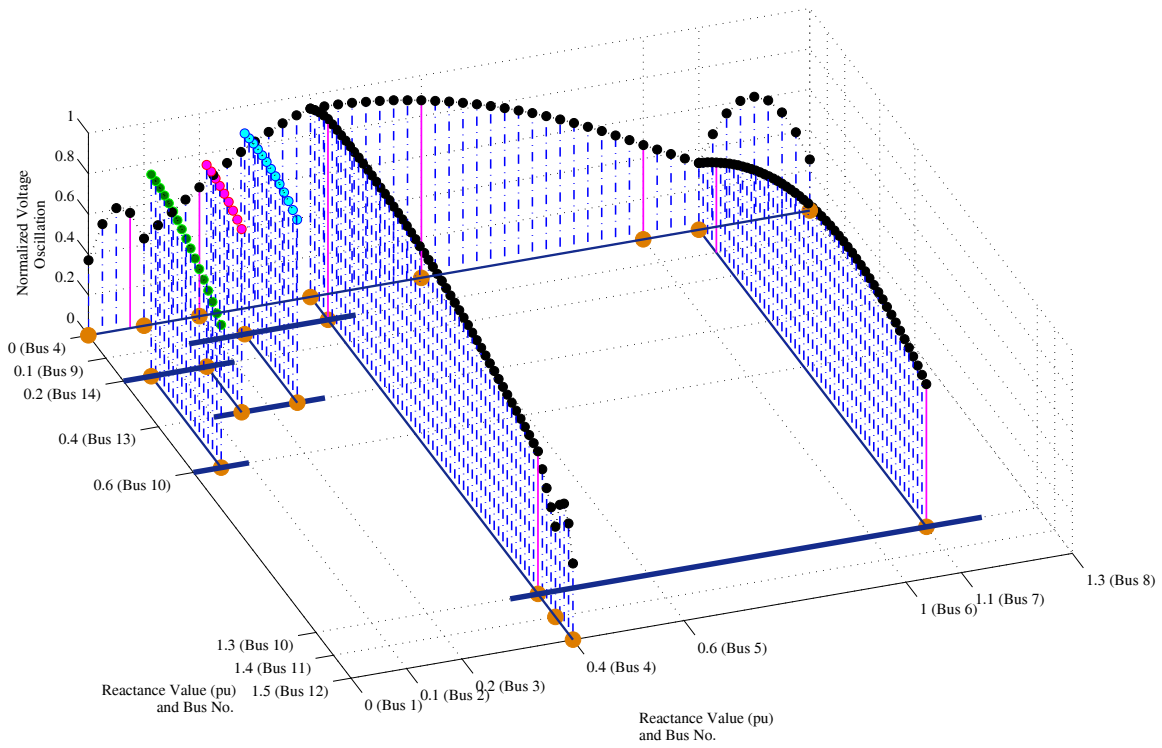 1
0.8
0.6
0.4
0.2
0
Normalized Voltage
Oscillation
0 (Bus 4)
0.1 (Bus 9)
0.2 (Bus 14)
0.4 (Bus 13)
0.6 (Bus 10)
1.3 (Bus 10)
1.4 (Bus 11)
1.5 (Bus 12)
Reactance Value (pu)
and Bus No.
0 (Bus 1)
0.1 (Bus 2)
0.2 (Bus 3)
0.4 (Bus 4)
0.6 (Bus 5)
1 (Bus 6)
1.1 (Bus 7)
1.3 (Bus 8)
Reactance Value (pu)
and Bus No.